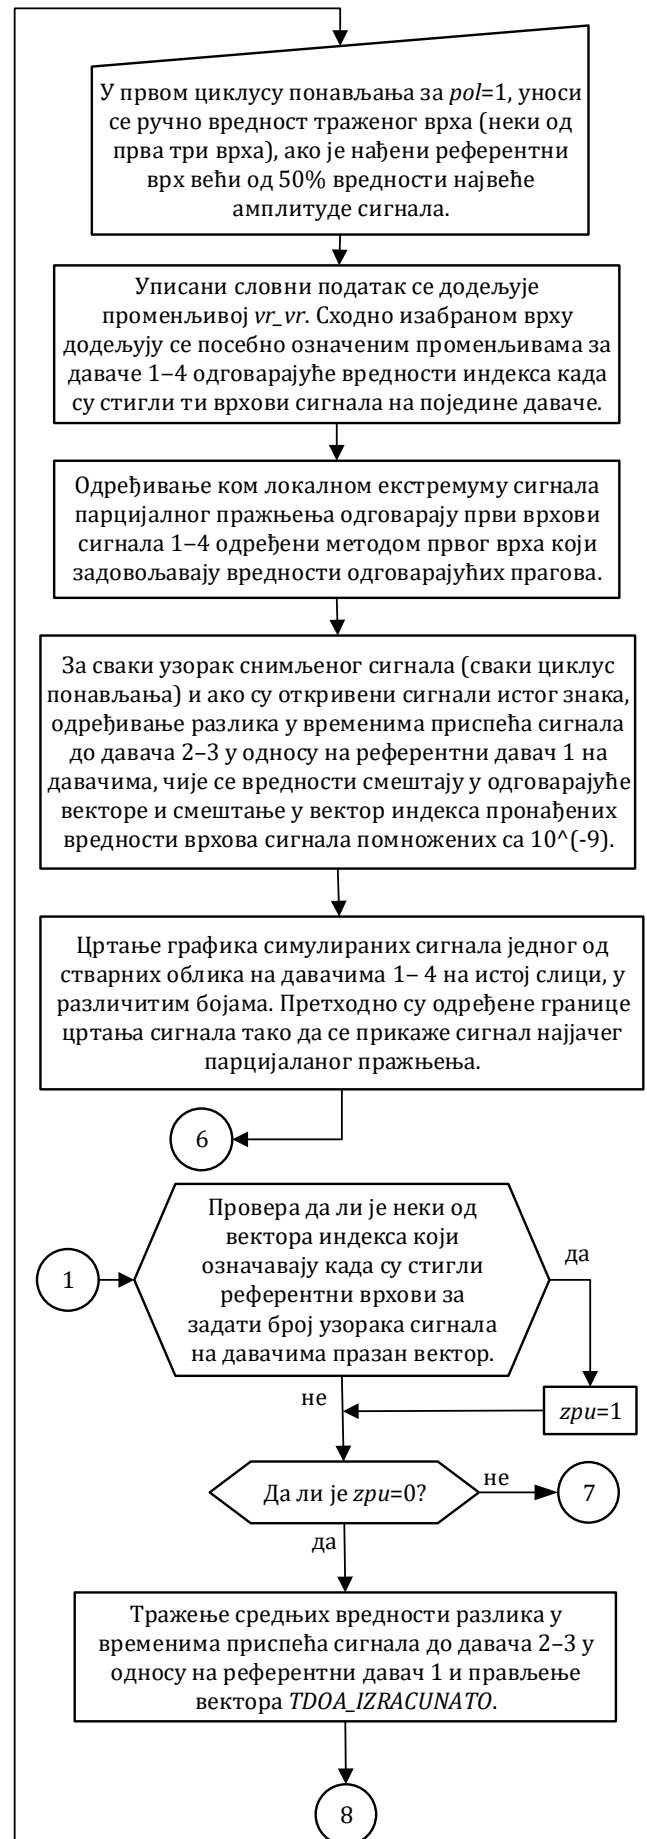 У првом циклусу понављања за pol=1, уноси
се ручно вредност траженог врха (неки од
прва три врха), ако је нађени референтни
врх већи од 50% вредности највеће
амплитуде сигнала.
Уписани словни податак се додељује
променљивој vr_vr. Сходно изабраном врху
додељују се посебно означеним променљивама за
даваче 1–4 одговарајуће вредности индекса када
су стигли ти врхови сигнала на поједине даваче.
Одређивање ком локалном екстремуму сигнала
парцијалног пражњења одговарају први врхови
сигнала 1–4 одређени методом првог врха који
задовољавају вредности одговарајућих прагова.
За сваки узорак снимљеног сигнала (сваки циклус
понављања) и ако су откривени сигнали истог знака,
одређивање разлика у временима приспећа сигнала
до давача 2–3 у односу на референтни давач 1 на
давачима, чије се вредности смештају у одговарајуће
векторе и смештање у вектор индекса пронађених
вредности врхова сигнала помножених са 10^(-9).
Цртање графика симулираних сигнала једног од
стварних облика на давачима 1– 4 на истој слици, у
различитим бојама. Претходно су одређене границе
цртања сигнала тако да се прикаже сигнал најјачег
парцијаланог пражњења.
6
Провера да ли је неки од
вектора индекса који
означавају када су стигли
референтни врхови за
задати број узорака сигнала
на давачима празан вектор.
1
да
не
zpu=1
Да ли је zpu=0?
не
7
да
Тражење средњих вредности разлика у
временима приспећа сигнала до давача 2–3 у
односу на референтни давач 1 и прављење
вектора TDOA_IZRACUNATO.
8